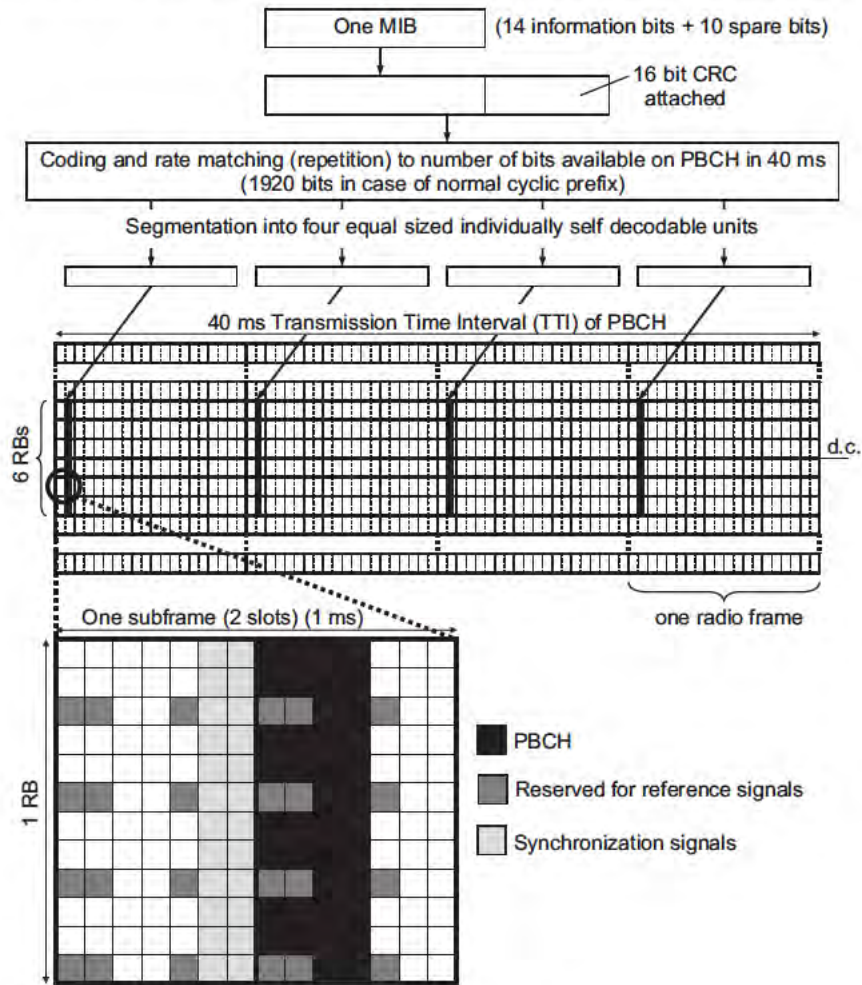 One MIB (14 information bits + 10 spare bits)
16 bit CRC
attached
Coding and rate matching (repetition) to number of bits available on PBCH in 40 ms
(1920 bits in case of normal cyclic prefix)
Segmentation into four equal sized individually self decodable units
40 ms Transmission Time Interval (TTI) of PBCH
6 RBs
d.c.
One subframe (2 slots) (1 ms)
one radio frame
1 RB
PBCH
Reserved for reference signals
Synchronization signals